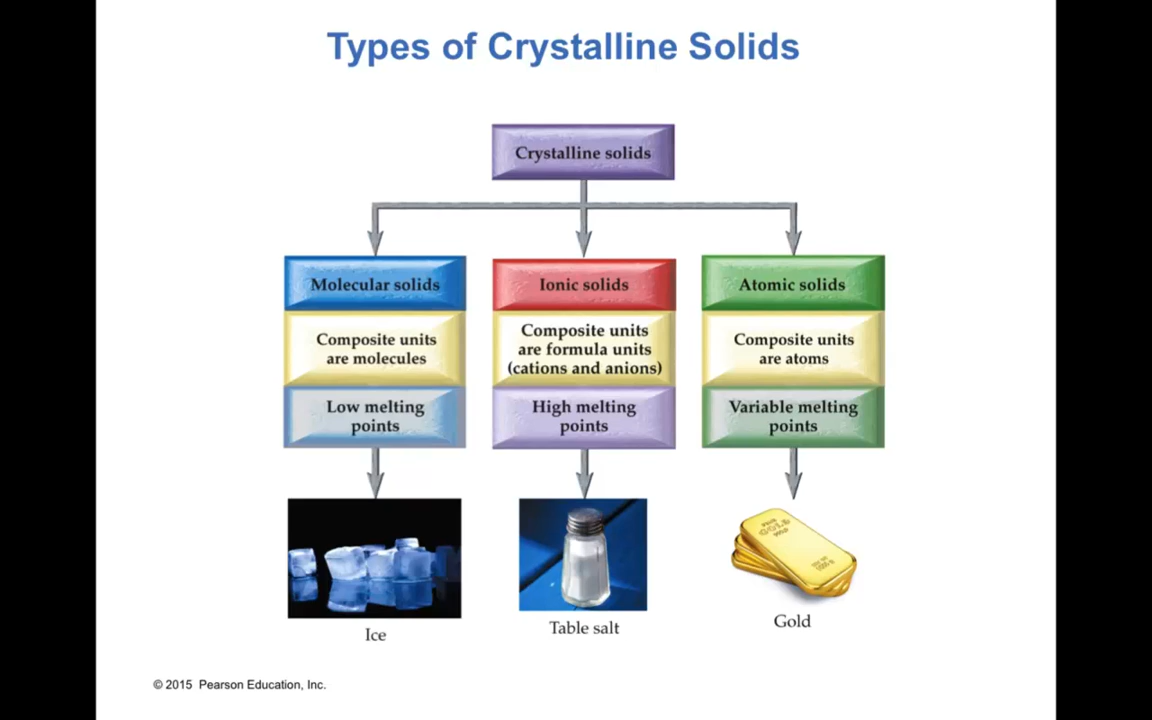 Types of Crystalline Solids
Crystalline solids
Molecular solids
Ionic solids
Atomic solids
Composite units
are molecules
Composite units
are formula units
(cations and anions)
Composite units
are atoms
Low melting
points
High melting
points
Variable melting
points
GOLD
Ice
Table salt
Gold
© 2015 Pearson Education, Inc.